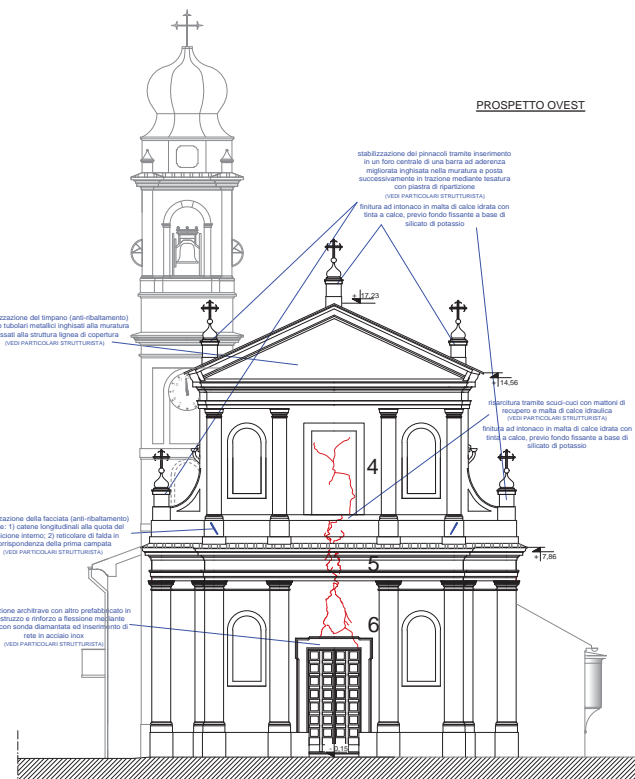 PROSPETTO OVEST
stabilizzazione dei pinnacoli tramite inserimento
in un foro centrale di una barra ad aderenza
migliorata inghisata nella muratura e posta
successivamente in trazione mediante tesatura
con piastra di ripartizione
(VEDI PARTICOLARI STRUTTURISTA)
finitura ad intonaco in malta di calce idrata con
tinta a calce, previo fondo fissante a base di
silicato di potassio
+ 17,23
zzazione del timpano (anti-ribaltamento)
e tubolari metallici inghisati alla muratura
ssati alla struttura lignea di copertura
(VEDI PARTICOLARI STRUTTURISTA)
+ 14,56
risarcitura tramite scuci-cuci con mattoni di
recupero e malta di calce idraulica
(VEDI PARTICOLARI STRUTTURISTA)
finitura ad intonaco in malta di calce idrata con
tinta a calce, previo fondo fissante a base di
silicato di potassio
4
zazione della facciata (anti-ribaltamento)
e: 1) catene longitudinali alla quota del
icione interno; 2) reticolare di falda in
orrispondenza della prima campata
(VEDI PARTICOLARI STRUTTURISTA)
+ 7,86
5
zione architrave con altro prefabbricato in
struzzo e rinforzo a flessione mediante
con sonda diamantata ed inserimento di
rete in acciaio inox
(VEDI PARTICOLARI STRUTTURISTA)
6
- 0,15